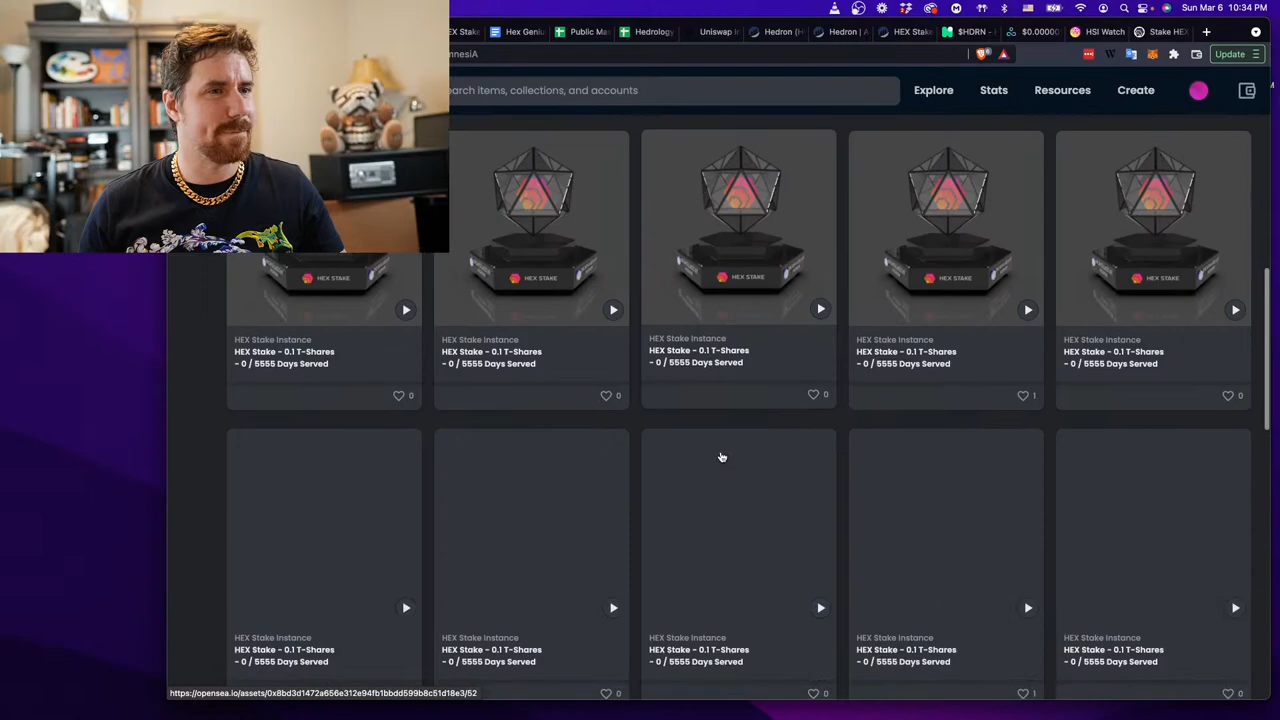 Sun Mar 6 10:34 PM
HEX Stake
Hex Geni
Public Ma
Hedrology
Uniswap In
Hedron (H
Hedron | A
HEX Stake
$HDRN - C
$0.00000
HSI Watch
Stake HEX
mnesiA
Update
earch items, collections, and accounts
Explore
Stats
Resources
Create
HEX STAKE
HEX STAKE
HEX STAKE
HEX STAKE
HEX STAKE
HEX Stake Instance
HEX Stake - 0.1 T-Shares
- 0 / 5555 Days Served
0
HEX Stake Instance
HEX Stake - 0.1 T-Shares
- 0 / 5555 Days Served
0
HEX Stake Instance
HEX Stake - 0.1 T-Shares
- 0 / 5555 Days Served
0
HEX Stake Instance
HEX Stake - 0.1 T-Shares
- 0 / 5555 Days Served
1
HEX Stake Instance
HEX Stake - 0.1 T-Shares
- 0 / 5555 Days Served
0
HEX Stake Instance
HEX Stake - 0.1 T-Shares
- 0 / 5555 Days Served
HEX Stake Instance
HEX Stake - 0.1 T-Shares
- 0 / 5555 Days Served
0
HEX Stake Instance
HEX Stake - 0.1 T-Shares
- 0 / 5555 Days Served
0
HEX Stake Instance
HEX Stake - 0.1 T-Shares
- 0 / 5555 Days Served
1
HEX Stake Instance
HEX Stake - 0.1 T-Shares
- 0 / 5555 Days Served
0
https://opensea.io/assets/0x8bd3d1472a656e312e94fb1bbdd599b8c51d18e3/52